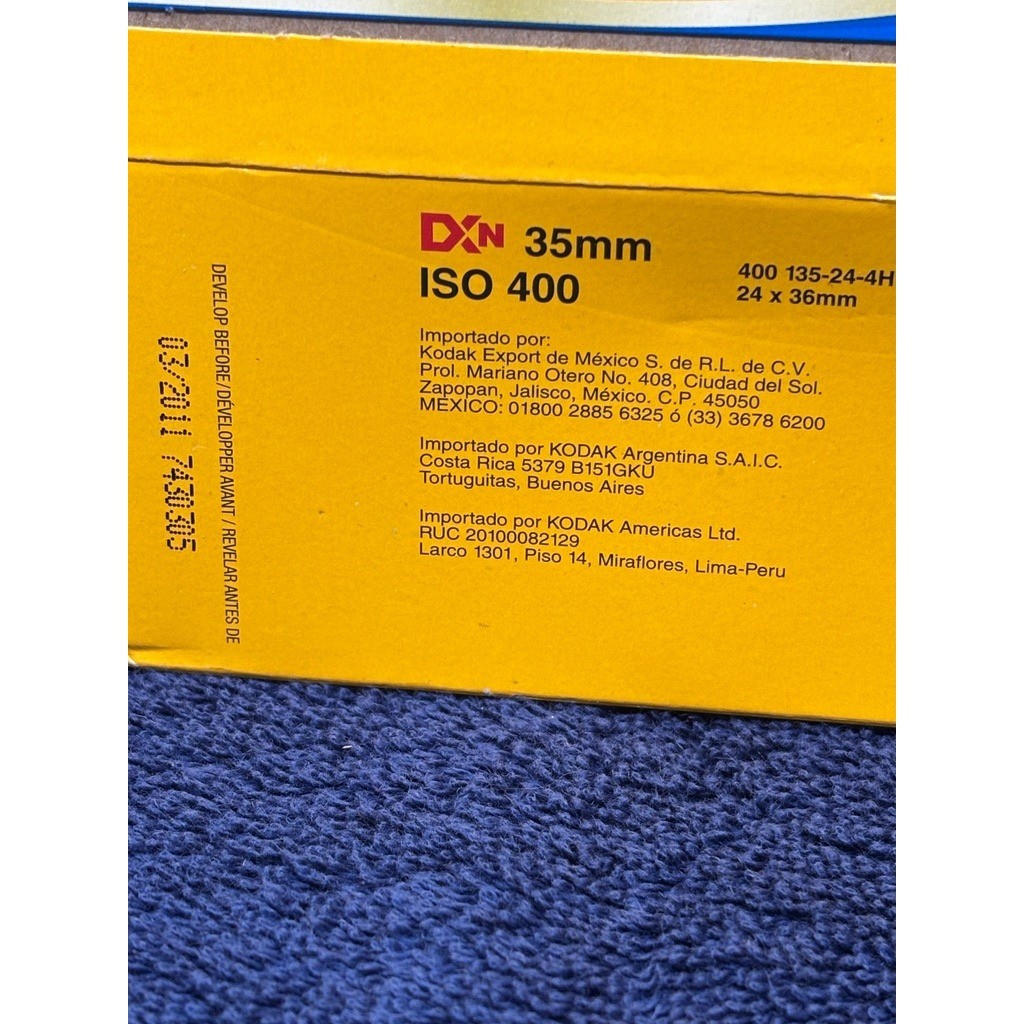 DXN 35mm
ISO 400
400 135-24-4H
24 x 36mm
Importado por:
Kodak Export de México S. de R.L. de C.V.
Prol. Mariano Otero No. 408, Ciudad del Sol.
Zapopan, Jalisco, México. C.P. 45050
MEXICO: 01800 2885 6325 ó (33) 3678 6200
Importado por KODAK Argentina S.A.I.C.
Costa Rica 5379 B151GKU
Tortuguitas, Buenos Aires
Importado por KODAK Americas Ltd.
RUC 20100082129
Larco 1301, Piso 14, Miraflores, Lima-Peru
DEVELOP BEFORE/DÉVELOPPER AVANT/REVELAR ANTES DE
03/2011 7430305